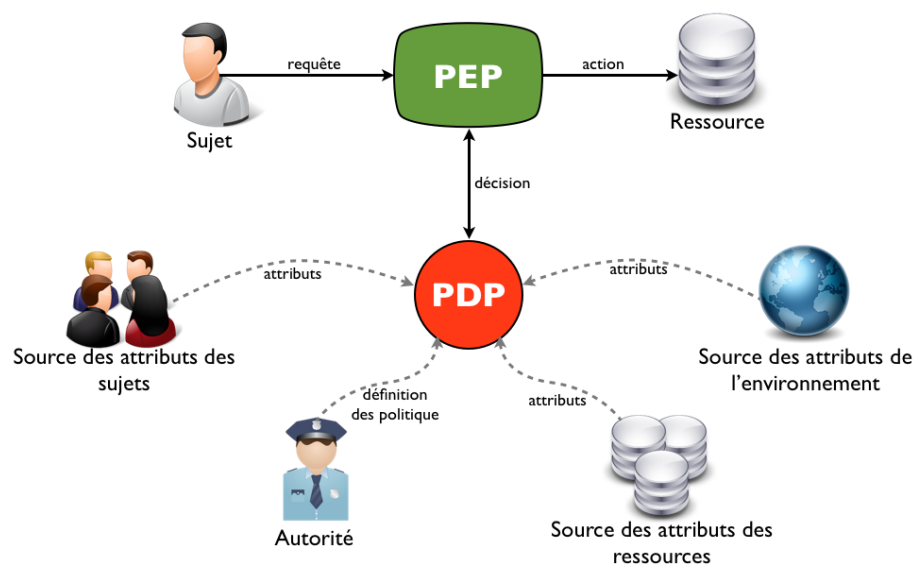 requête
PEP
action
Sujet
Ressource
décision
attributs
attributs
PDP
Source des attributs des
sujets
Source des attributs de
l'environnement
définition
des politique
attributs
Autorité
Source des attributs des
ressources